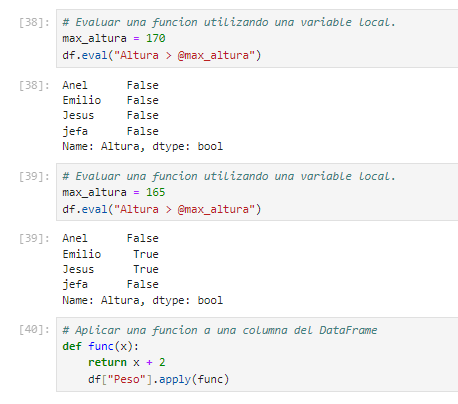 [38]: # Evaluar una funcion utilizando una variable local.
max_altura = 170
df.eval("Altura > @max_altura")
[38]: Anel      False
Emilio    False
Jesus     False
jefa      False
Name: Altura, dtype: bool
[39]: # Evaluar una funcion utilizando una variable local.
max_altura = 165
df.eval("Altura > @max_altura")
[39]: Anel      False
Emilio     True
Jesus      True
jefa      False
Name: Altura, dtype: bool
[40]: # Aplicar una funcion a una columna del DataFrame
def func(x):
    return x + 2
    df["Peso"].apply(func)